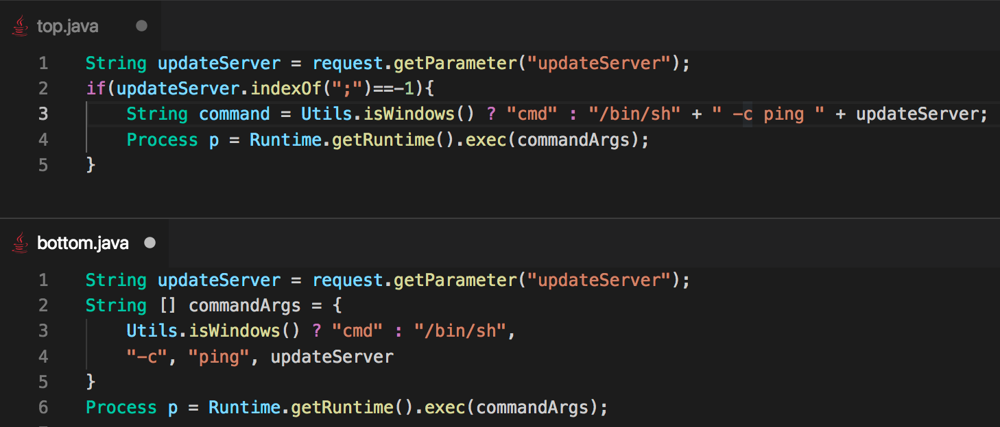 top.java
1 String updateServer = request.getParameter("updateServer");
2 if(updateServer.indexOf(";")==-1){
3 String command = Utils.isWindows() ? "cmd" : "/bin/sh" + " -c ping " + updateServer;
4 Process p = Runtime.getRuntime().exec(commandArgs);
5 }
bottom.java
1 String updateServer = request.getParameter("updateServer");
2 String [] commandArgs = {
3 Utils.isWindows() ? "cmd" : "/bin/sh",
4 "-c", "ping", updateServer
5 }
6 Process p = Runtime.getRuntime().exec(commandArgs);